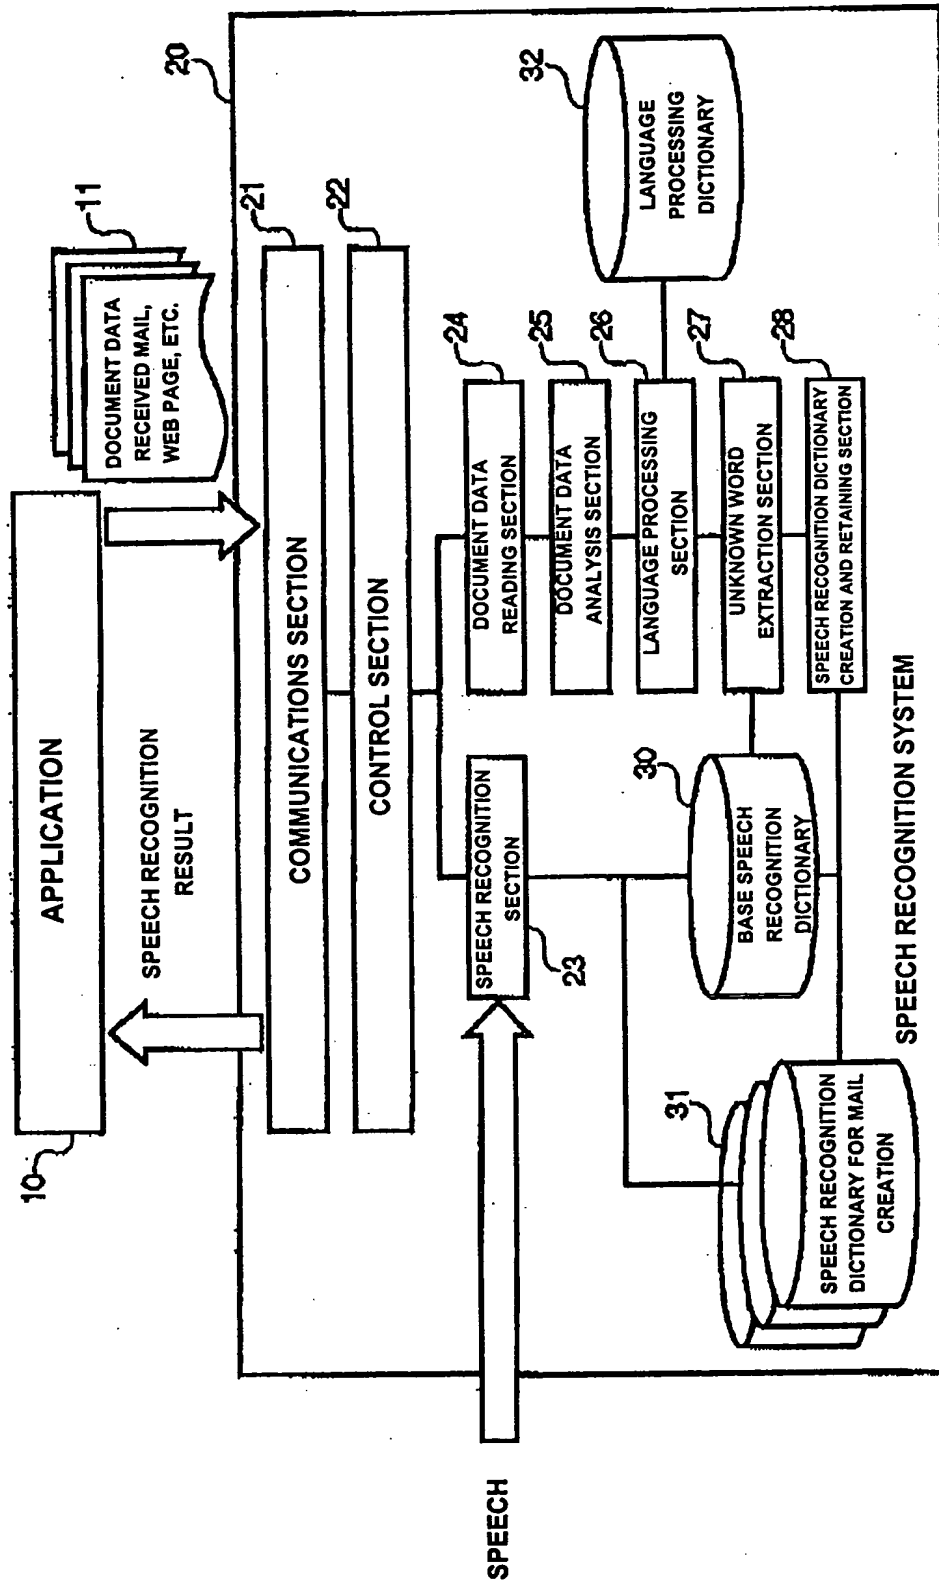 10
APPLICATION
SPEECH RECOGNITION
RESULT
DOCUMENT DATA
RECEIVED MAIL,
WEB PAGE, ETC.
11
20
COMMUNICATIONS SECTION
21
CONTROL SECTION
22
SPEECH
SPEECH RECOGNITION
SECTION
23
DOCUMENT DATA
READING SECTION
24
DOCUMENT DATA
ANALYSIS SECTION
25
LANGUAGE PROCESSING
SECTION
26
LANGUAGE
PROCESSING
DICTIONARY
32
UNKNOWN WORD
EXTRACTION SECTION
27
SPEECH RECOGNITION DICTIONARY
CREATION AND RETAINING SECTION
28
BASE SPEECH
RECOGNITION
DICTIONARY
30
31
SPEECH RECOGNITION
DICTIONARY FOR MAIL
CREATION
SPEECH RECOGNITION SYSTEM